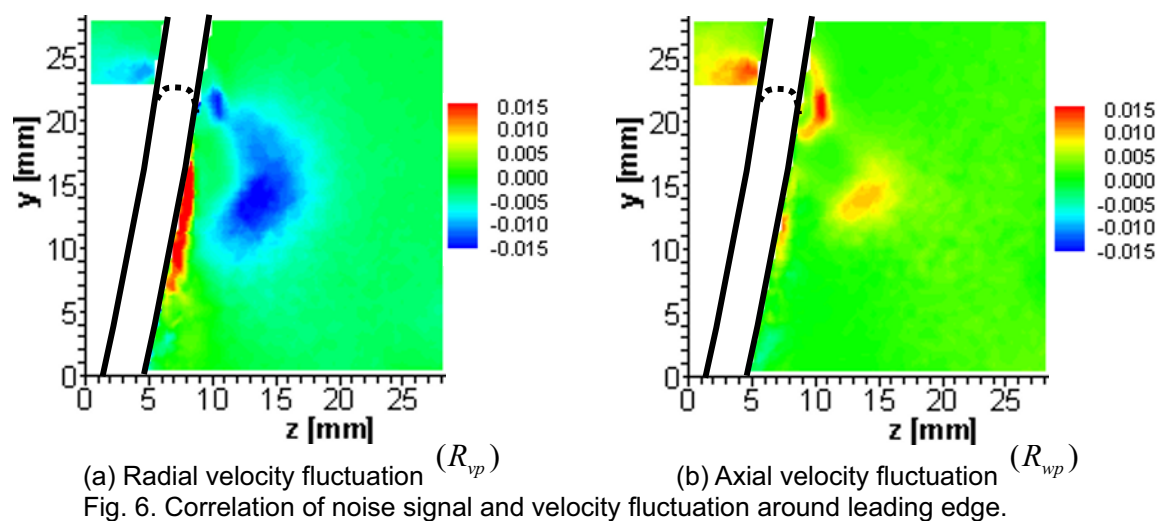 25
20
15
10
5
0
y [mm]
0 5 10 15 20 25
z [mm]
0.015
0.010
0.005
0.000
-0.005
-0.010
-0.015
(a) Radial velocity fluctuation (R_vp)
25
20
15
10
5
0
y [mm]
0 5 10 15 20 25
z [mm]
0.015
0.010
0.005
0.000
-0.005
-0.010
-0.015
(b) Axial velocity fluctuation (R_wp)
Fig. 6. Correlation of noise signal and velocity fluctuation around leading edge.